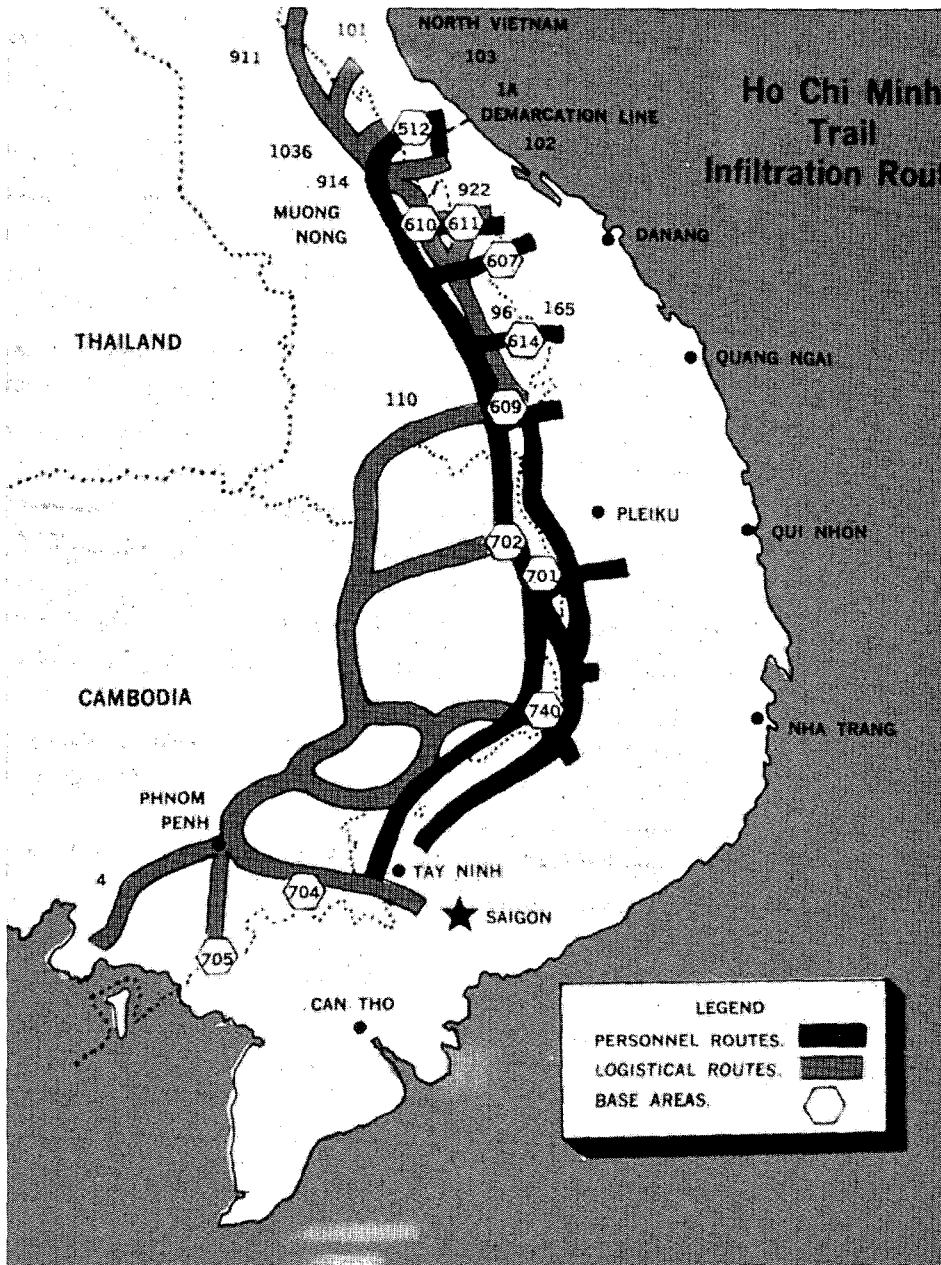 NORTH VIETNAM
101
911
103
1A
DEMARCATION LINE
Ho Chi Minh
Trail
Infiltration Rout
512
102
1036
914
922
MUONG
NONG
610
611
607
DANANG
96
165
THAILAND
614
QUANG NGAI
110
609
PLEIKU
QUI NHON
702
701
CAMBODIA
740
NHA TRANG
PHNOM
PENH
4
704
TAY NINH
SAIGON
705
CAN THO
LEGEND
PERSONNEL ROUTES.
LOGISTICAL ROUTES.
BASE AREAS.